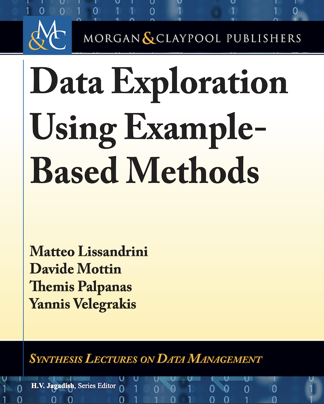 M&C MORGAN & CLAYPOOL PUBLISHERS
Data Exploration
Using Example-
Based Methods
Matteo Lissandrini
Davide Mottin
Themis Palpanas
Yannis Velegrakis
SYNTHESIS LECTURES ON DATA MANAGEMENT
H.V. Jagadish, Series Editor